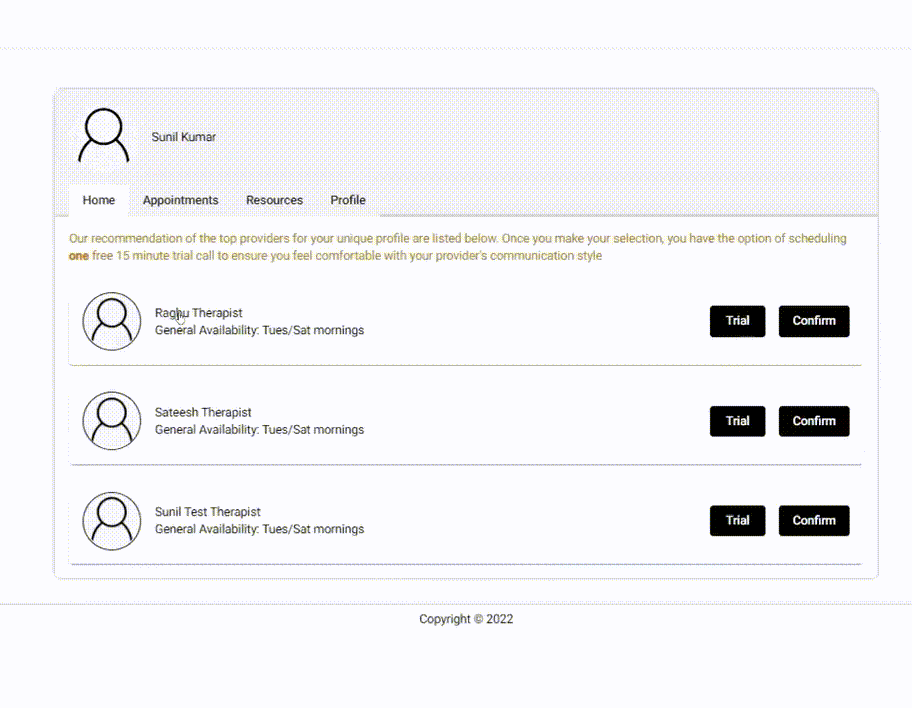 Sunil Kumar
Home Appointments Resources Profile
Our recommendation of the top providers for your unique profile are listed below. Once you make your selection, you have the option of scheduling
one free 15 minute trial call to ensure you feel comfortable with your provider's communication style
Raghu Therapist
General Availability: Tues/Sat mornings
Trial Confirm
Sateesh Therapist
General Availability: Tues/Sat mornings
Trial Confirm
Sunil Test Therapist
General Availability: Tues/Sat mornings
Trial Confirm
Copyright © 2022